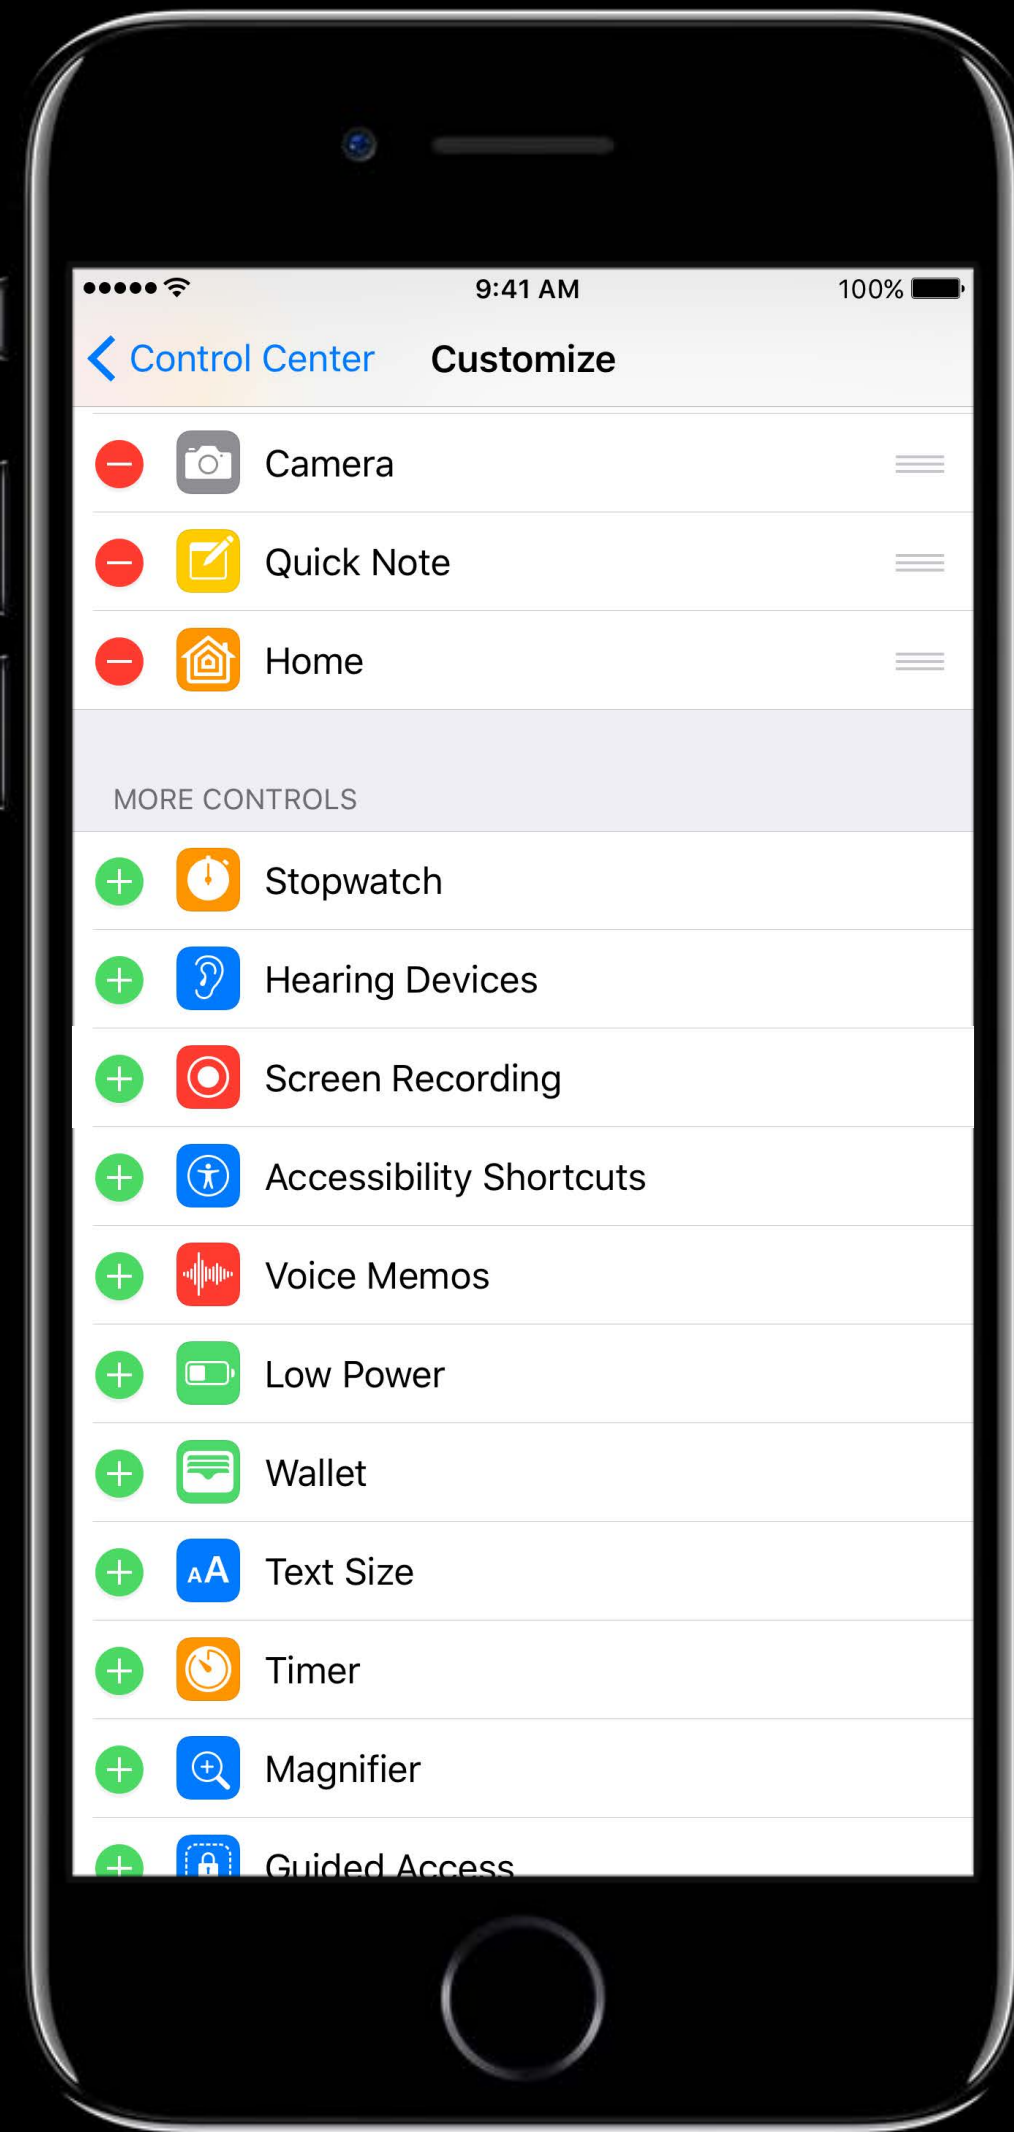 9:41 AM 100%
Control Center Customize
Camera
Quick Note
Home
MORE CONTROLS
Stopwatch
Hearing Devices
Screen Recording
Accessibility Shortcuts
Voice Memos
Low Power
Wallet
AA Text Size
Timer
Magnifier
Guided Access